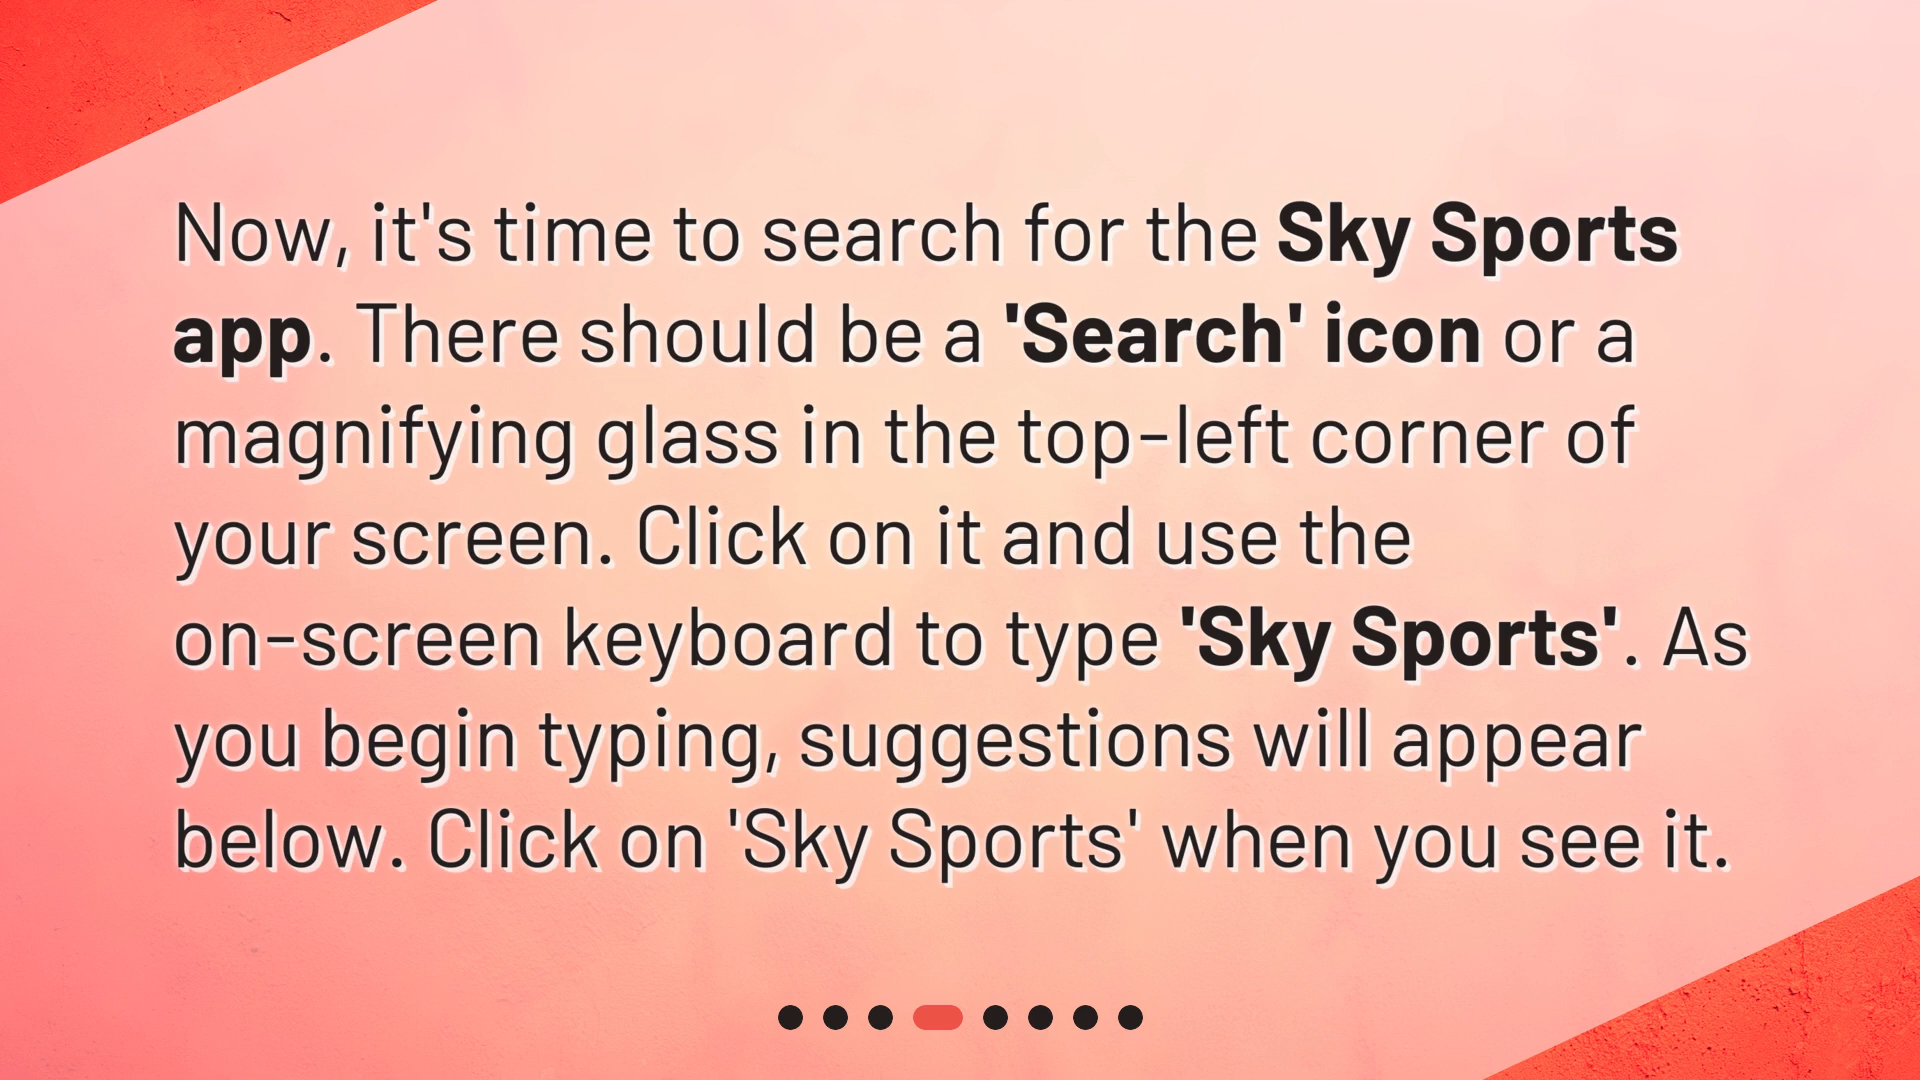 Now, it's time to search for the Sky Sports
app. There should be a 'Search' icon or a
magnifying glass in the top-left corner of
your screen. Click on it and use the
on-screen keyboard to type 'Sky Sports'. As
you begin typing, suggestions will appear
below. Click on 'Sky Sports' when you see it.